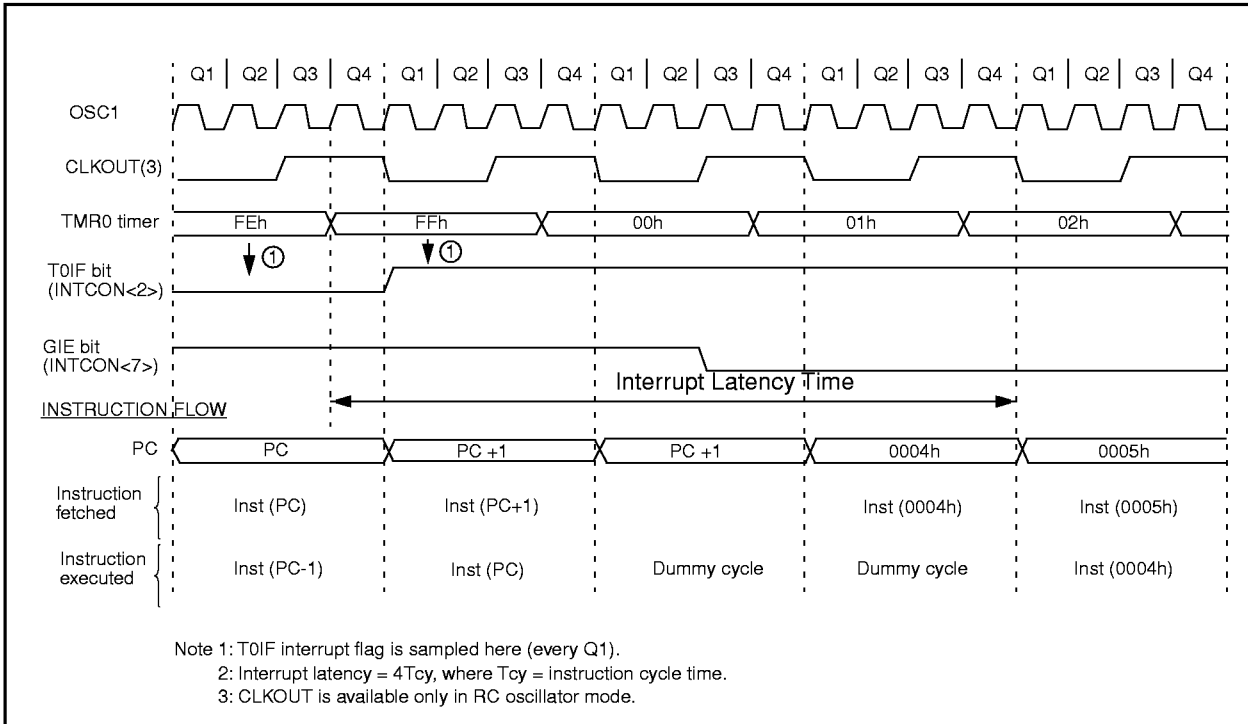 Q1 Q2 Q3 Q4 Q1 Q2 Q3 Q4 Q1 Q2 Q3 Q4 Q1 Q2 Q3 Q4 Q1 Q2 Q3 Q4
OSC1
CLKOUT(3)
TMR0 timer FEh FFh 00h 01h 02h
① ①
T0IF bit
(INTCON<2>)
GIE bit
(INTCON<7>)
Interrupt Latency Time
INSTRUCTION FLOW
PC PC PC +1 PC +1 0004h 0005h
Instruction
fetched
Inst (PC) Inst (PC+1) Inst (0004h) Inst (0005h)
Instruction
executed
Inst (PC-1) Inst (PC) Dummy cycle Dummy cycle Inst (0004h)
Note 1: T0IF interrupt flag is sampled here (every Q1).
2: Interrupt latency = 4Tcy, where Tcy = instruction cycle time.
3: CLKOUT is available only in RC oscillator mode.